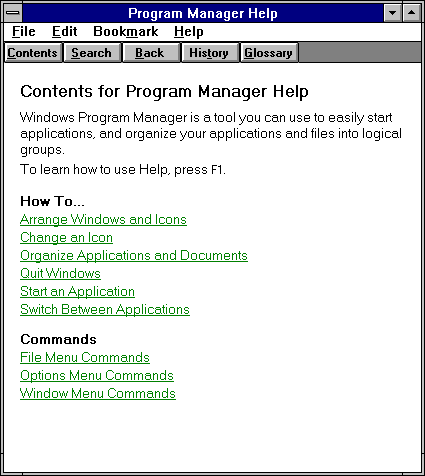 Program Manager Help
File Edit Bookmark Help
Contents Search Back History Glossary
Contents for Program Manager Help
Windows Program Manager is a tool you can use to easily start
applications, and organize your applications and files into logical
groups.
To learn how to use Help, press F1.
How To...
Arrange Windows and Icons
Change an Icon
Organize Applications and Documents
Quit Windows
Start an Application
Switch Between Applications
Commands
File Menu Commands
Options Menu Commands
Window Menu Commands